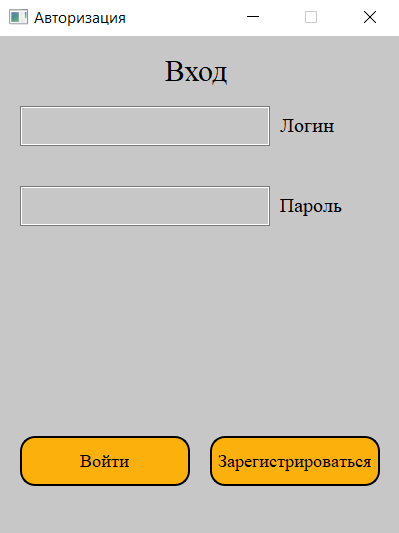 Авторизация
Вход
Логин
Пароль
Войти
Зарегистрироваться